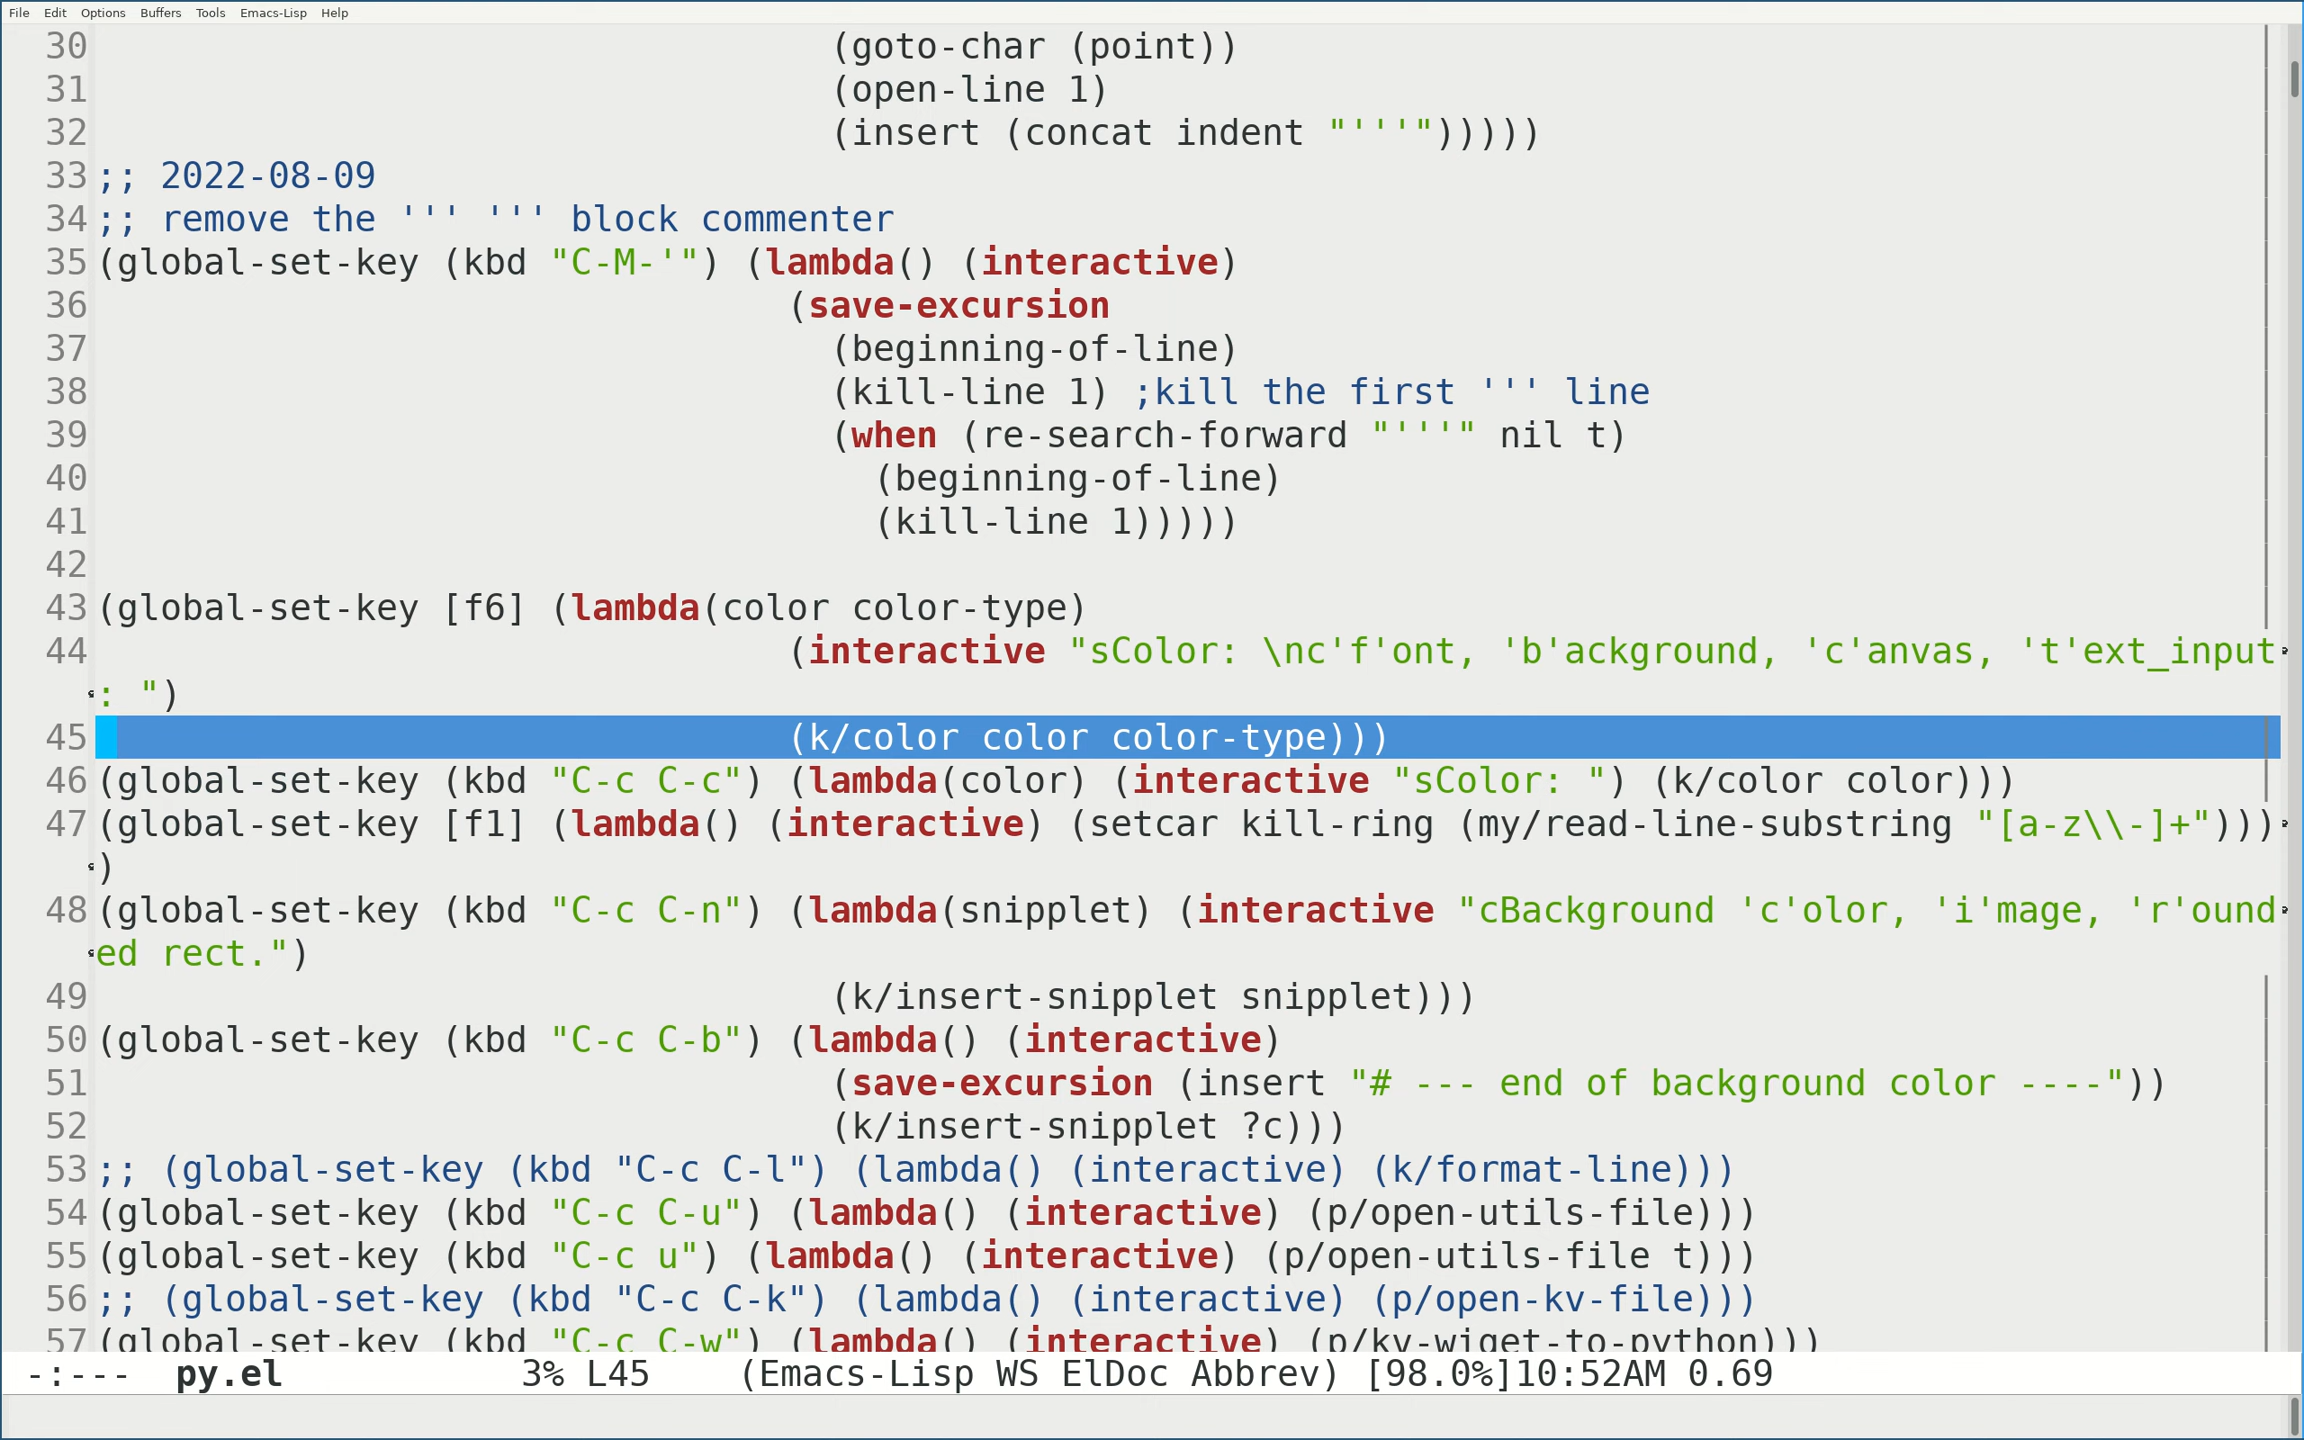 File Edit Options Buffers Tools Emacs-Lisp Help
30                                   (goto-char (point))
31                                   (open-line 1)
32                                   (insert (concat indent "'''")))))
33 ;; 2022-08-09
34 ;; remove the ''' ''' block commenter
35 (global-set-key (kbd "C-M-'") (lambda() (interactive)
36                                 (save-excursion
37                                   (beginning-of-line)
38                                   (kill-line 1) ;kill the first ''' line
39                                   (when (re-search-forward "'''" nil t)
40                                     (beginning-of-line)
41                                     (kill-line 1)))))
42
43 (global-set-key [f6] (lambda(color color-type)
44                                 (interactive "sColor: \nc'f'ont, 'b'ackground, 'c'anvas, 't'ext_input
: ")
45                                 (k/color color color-type)))
46 (global-set-key (kbd "C-c C-c") (lambda(color) (interactive "sColor: ") (k/color color)))
47 (global-set-key [f1] (lambda() (interactive) (setcar kill-ring (my/read-line-substring "[a-z\\-]+")))
)
48 (global-set-key (kbd "C-c C-n") (lambda(snipplet) (interactive "cBackground 'c'olor, 'i'mage, 'r'ound
ed rect.")
49                                   (k/insert-snipplet snipplet)))
50 (global-set-key (kbd "C-c C-b") (lambda() (interactive)
51                                   (save-excursion (insert "# --- end of background color ----"))
52                                   (k/insert-snipplet ?c)))
53 ;; (global-set-key (kbd "C-c C-l") (lambda() (interactive) (k/format-line)))
54 (global-set-key (kbd "C-c C-u") (lambda() (interactive) (p/open-utils-file)))
55 (global-set-key (kbd "C-c u") (lambda() (interactive) (p/open-utils-file t)))
56 ;; (global-set-key (kbd "C-c C-k") (lambda() (interactive) (p/open-kv-file)))
57 (global-set-key (kbd "C-c C-w") (lambda() (interactive) (p/kv-wiget-to-python)))
-:---  py.el           3% L45    (Emacs-Lisp WS ElDoc Abbrev) [98.0%]10:52AM 0.69